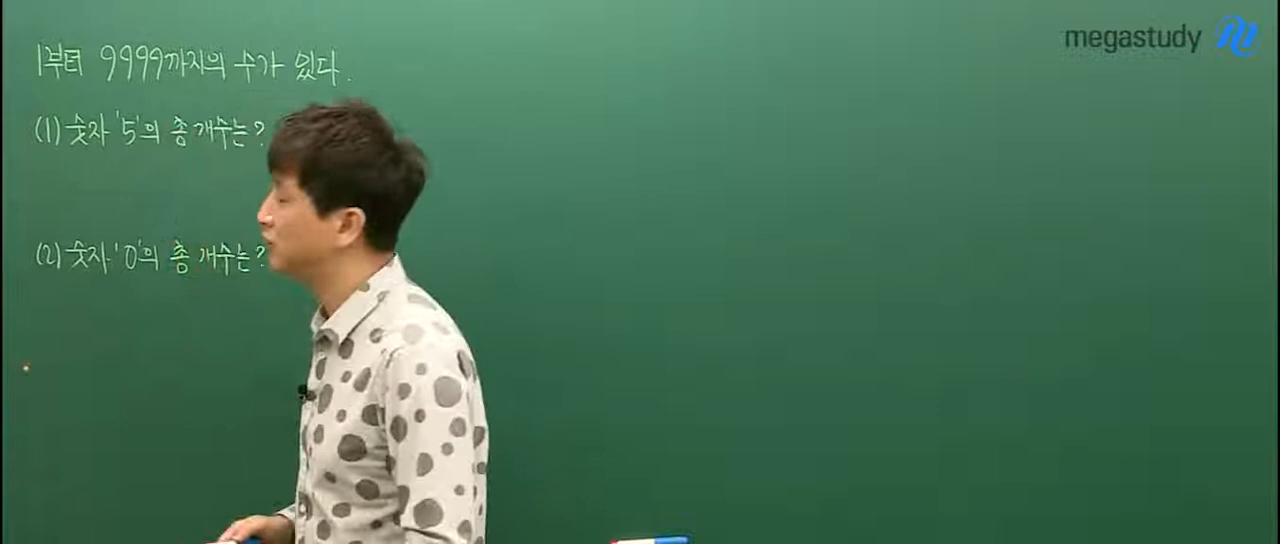 megastudy
1부터 9999까지의 수가 있다.
(1) 숫자 '5'의 총 개수는?
(2) 숫자 '0'의 총 개수는?